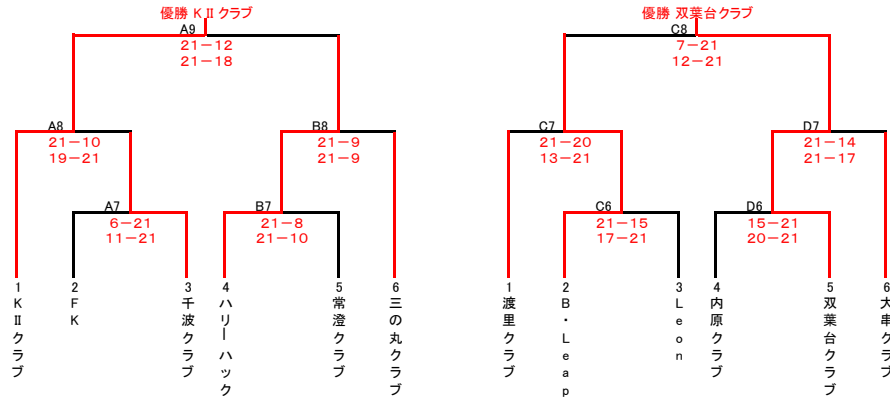 優勝 KⅡクラブ
A9
21－12
21－18
A8
21－10
19－21
B8
21－9
21－9
A7
6－21
11－21
B7
21－8
21－10
1 KⅡクラブ
2 FK
3 千波クラブ
4 ハリーハック
5 常澄クラブ
6 三の丸クラブ
優勝 双葉台クラブ
C8
7－21
12－21
C7
21－20
13－21
D7
21－14
21－17
C6
21－15
17－21
D6
15－21
20－21
1 渡里クラブ
2 B・Leap
3 Leon
4 内原クラブ
5 双葉台クラブ
6 大串クラブ